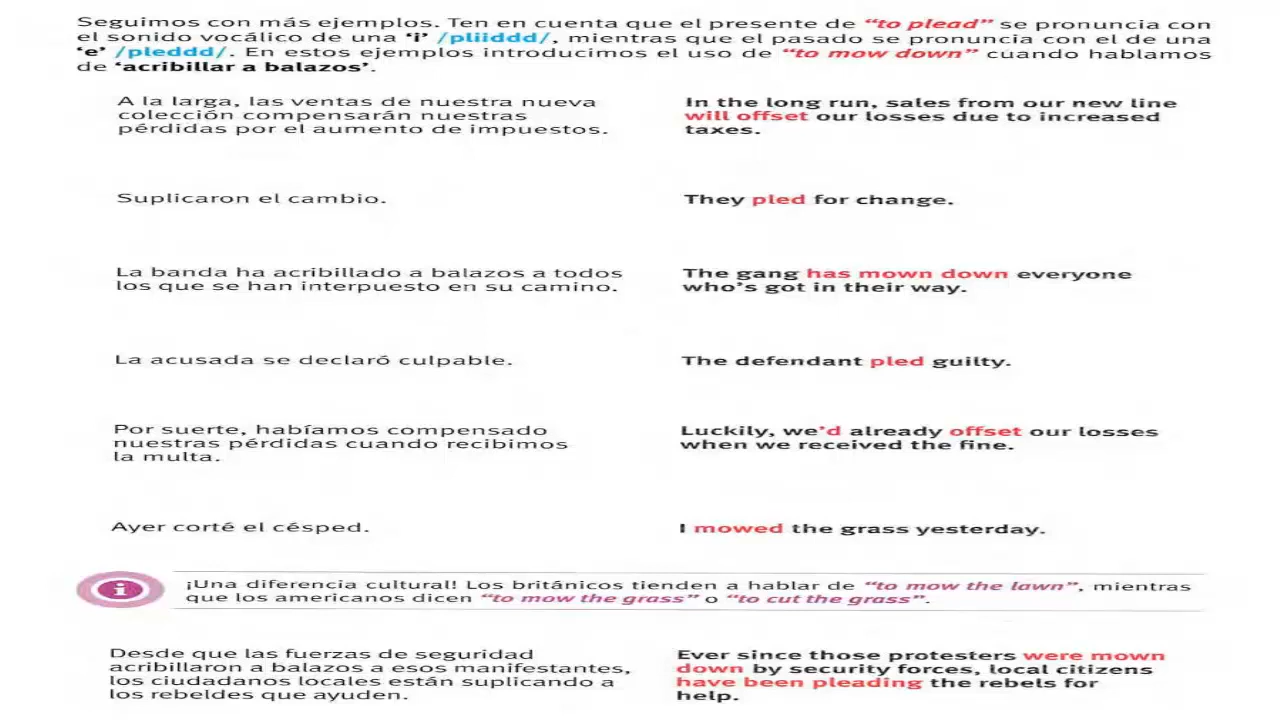 Seguimos con más ejemplos. Ten en cuenta que el presente de “to plead” se pronuncia con
el sonido vocálico de una ‘i’ /pliiddd/, mientras que el pasado se pronuncia con el de una
‘e’ /pleddd/. En estos ejemplos introducimos el uso de “to mow down” cuando hablamos
de ‘acribillar a balazos’.
A la larga, las ventas de nuestra nueva
colección compensarán nuestras
pérdidas por el aumento de impuestos.
In the long run, sales from our new line
will offset our losses due to increased
taxes.
Suplicaron el cambio.
They pled for change.
La banda ha acribillado a balazos a todos
los que se han interpuesto en su camino.
The gang has mown down everyone
who’s got in their way.
La acusada se declaró culpable.
The defendant pled guilty.
Por suerte, habíamos compensado
nuestras pérdidas cuando recibimos
la multa.
Luckily, we’d already offset our losses
when we received the fine.
Ayer corté el césped.
I mowed the grass yesterday.
i
¡Una diferencia cultural! Los británicos tienden a hablar de “to mow the lawn”, mientras
que los americanos dicen “to mow the grass” o “to cut the grass”.
Desde que las fuerzas de seguridad
acribillaron a balazos a esos manifestantes,
los ciudadanos locales están suplicando a
los rebeldes que ayuden.
Ever since those protesters were mown
down by security forces, local citizens
have been pleading the rebels for
help.